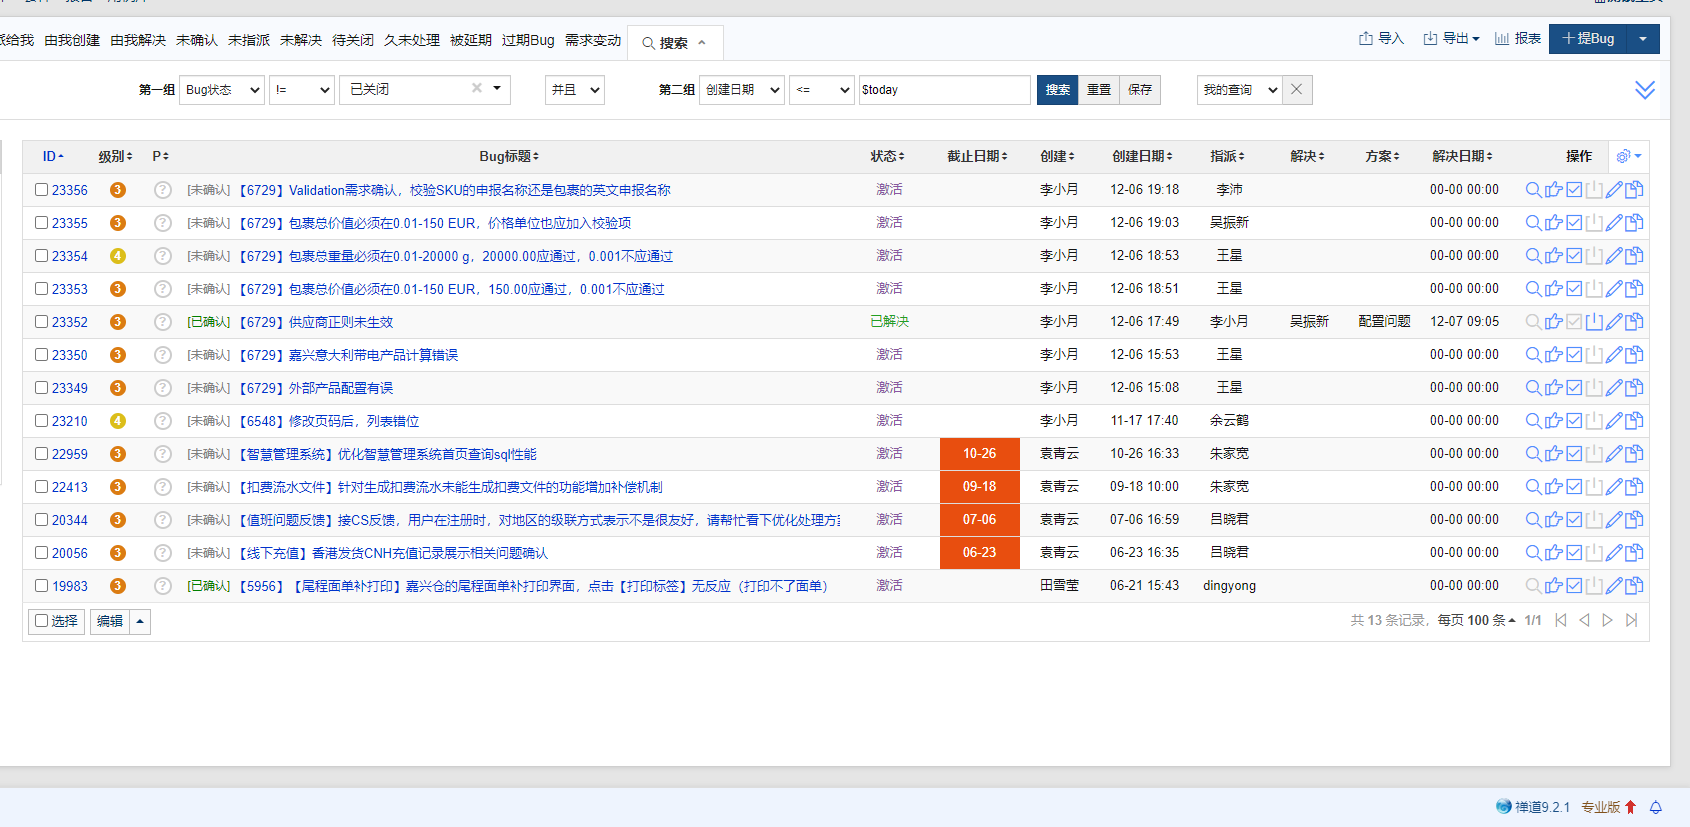 派给我 由我创建 由我解决 未确认 未指派 未解决 待关闭 久未处理 被延期 过期Bug 需求变动 搜索 导入 导出 报表 提Bug
第一组 Bug状态 != 已关闭 并且 第二组 创建日期 <= $today 搜索 重置 保存 我的查询
ID 级别 P Bug标题 状态 截止日期 创建 创建日期 指派 解决 方案 解决日期 操作
23356 3 ? [未确认] 【6729】Validation需求确认，校验SKU的申报名称还是包裹的英文申报名称 激活 李小月 12-06 19:18 李沛 00-00 00:00
23355 3 ? [未确认] 【6729】包裹总价值必须在0.01-150 EUR，价格单位也应加入校验项 激活 李小月 12-06 19:03 吴振新 00-00 00:00
23354 4 ? [未确认] 【6729】包裹总重量必须在0.01-20000 g，20000.00应通过，0.001不应通过 激活 李小月 12-06 18:53 王星 00-00 00:00
23353 3 ? [未确认] 【6729】包裹总价值必须在0.01-150 EUR，150.00应通过，0.001不应通过 激活 李小月 12-06 18:51 王星 00-00 00:00
23352 3 ? [已确认] 【6729】供应商正则未生效 已解决 李小月 12-06 17:49 李小月 吴振新 配置问题 12-07 09:05
23350 3 ? [未确认] 【6729】嘉兴意大利带电产品计算错误 激活 李小月 12-06 15:53 王星 00-00 00:00
23349 3 ? [未确认] 【6729】外部产品配置有误 激活 李小月 12-06 15:08 王星 00-00 00:00
23210 4 ? [未确认] 【6548】修改页码后，列表错位 激活 李小月 11-17 17:40 余云鹤 00-00 00:00
22959 3 ? [未确认] 【智慧管理系统】优化智慧管理系统首页查询sql性能 激活 10-26 袁青云 10-26 16:33 朱家宽 00-00 00:00
22413 3 ? [未确认] 【扣费流水文件】针对生成扣费流水未能生成扣费文件的功能增加补偿机制 激活 09-18 袁青云 09-18 10:00 朱家宽 00-00 00:00
20344 3 ? [未确认] 【值班问题反馈】接CS反馈，用户在注册时，对地区的级联方式表示不是很友好，请帮忙看下优化处理方案 激活 07-06 袁青云 07-06 16:59 吕晓君 00-00 00:00
20056 3 ? [未确认] 【线下充值】香港发货CNH充值记录展示相关问题确认 激活 06-23 袁青云 06-23 16:35 吕晓君 00-00 00:00
19983 3 ? [已确认] 【5956】【尾程面单补打印】嘉兴仓的尾程面单补打印界面，点击【打印标签】无反应（打印不了面单） 激活 田雪莹 06-21 15:43 dingyong 00-00 00:00
选择 编辑 共 13 条记录，每页 100 条 1/1
禅道9.2.1 专业版